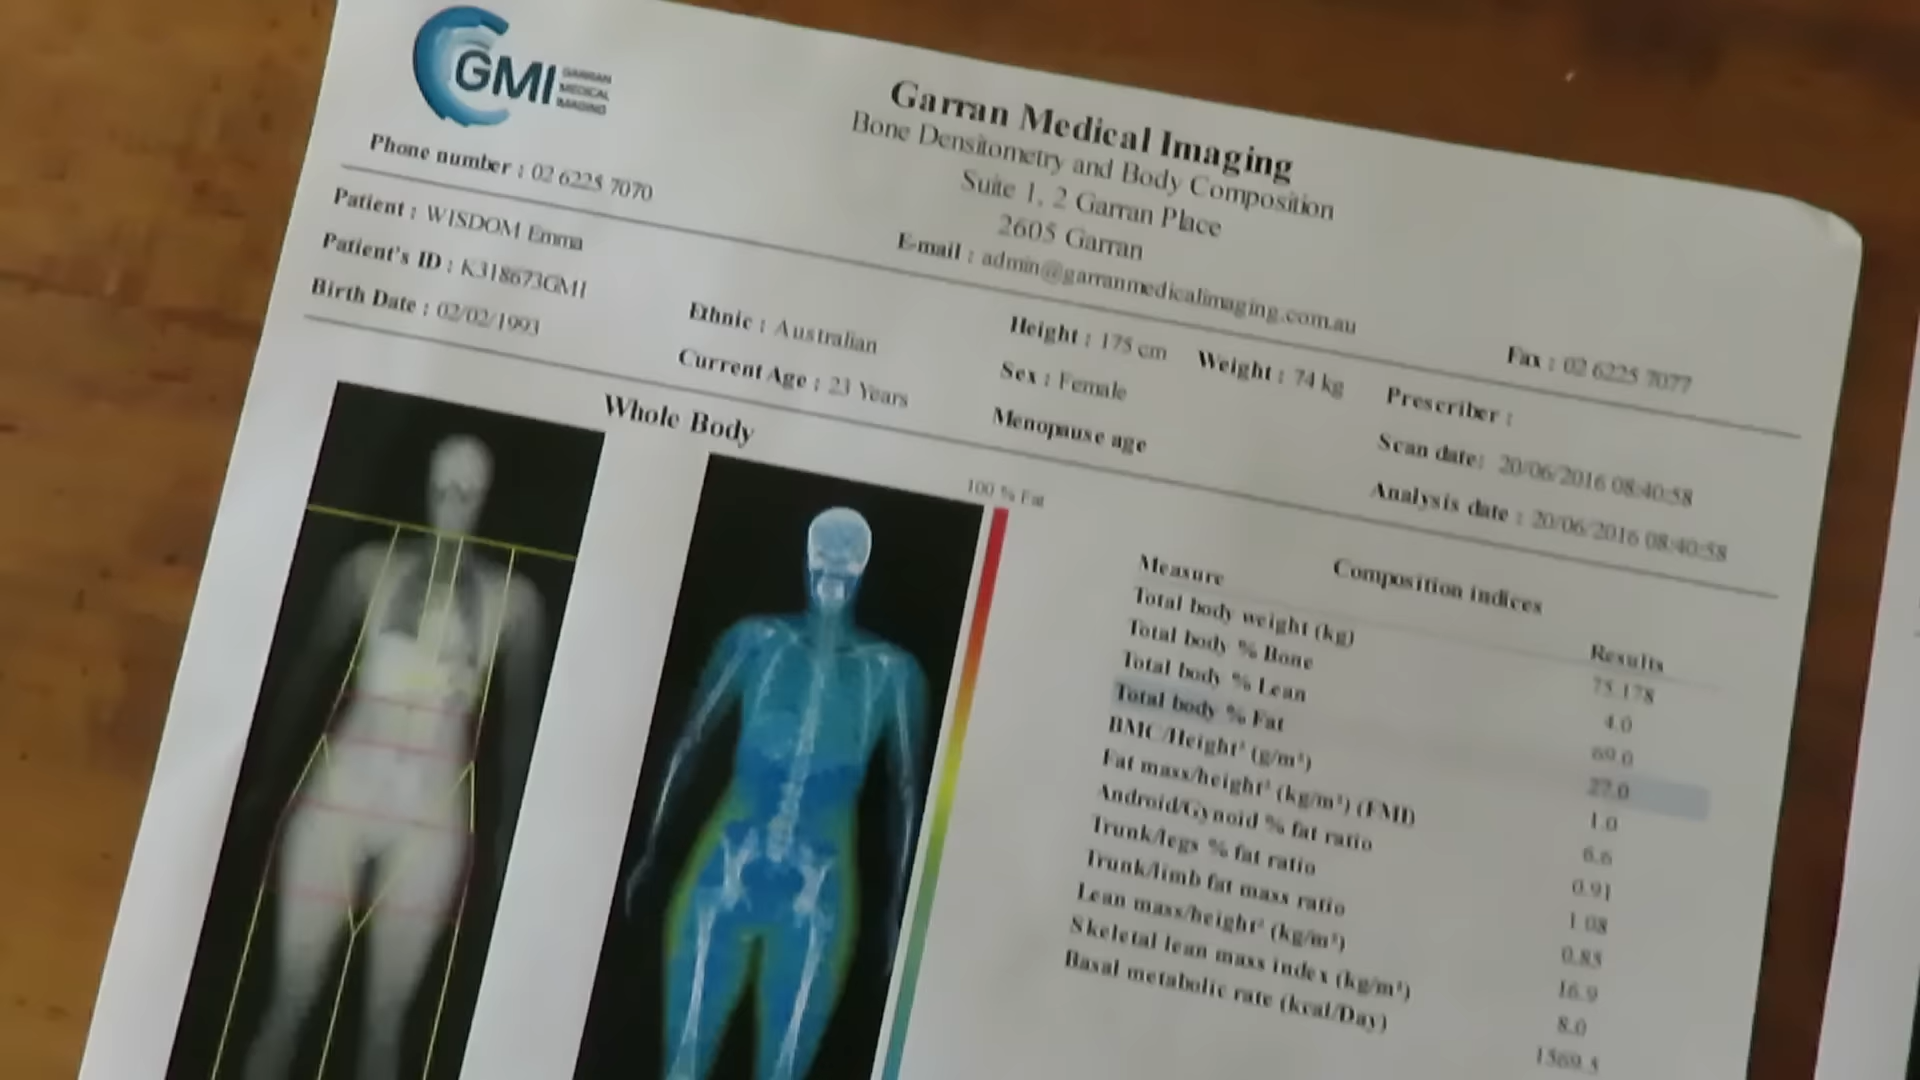 GMI GARRAN MEDICAL IMAGING
Garran Medical Imaging
Bone Densitometry and Body Composition
Suite 1, 2 Garran Place
2605 Garran
Phone number : 02 6225 7070
E-mail : admin@garranmedicalimaging.com.au
Fax : 02 6225 7077
Patient : WISDOM Emma
Patient's ID : K318673GMI
Birth Date : 02/02/1993
Ethnic : Australian
Current Age : 23 Years
Height : 175 cm Weight : 74 kg
Sex : Female
Menopause age
Prescriber :
Scan date: 20/06/2016 08:40:58
Analysis date : 20/06/2016 08:40:58
Whole Body
100 % Fat
Composition indices
Measure Results
Total body weight (kg) 75.178
Total body % Bone 4.0
Total body % Lean 69.0
Total body % Fat 27.0
BMC/Height² (g/m²) 1.0
Fat mass/height² (kg/m²) (FMI) 6.6
Android/Gynoid % fat ratio 0.91
Trunk/legs % fat ratio 1.08
Trunk/limb fat mass ratio 0.85
Lean mass/height² (kg/m²) 16.9
Skeletal lean mass index (kg/m²) 8.0
Basal metabolic rate (kcal/Day) 1569.5